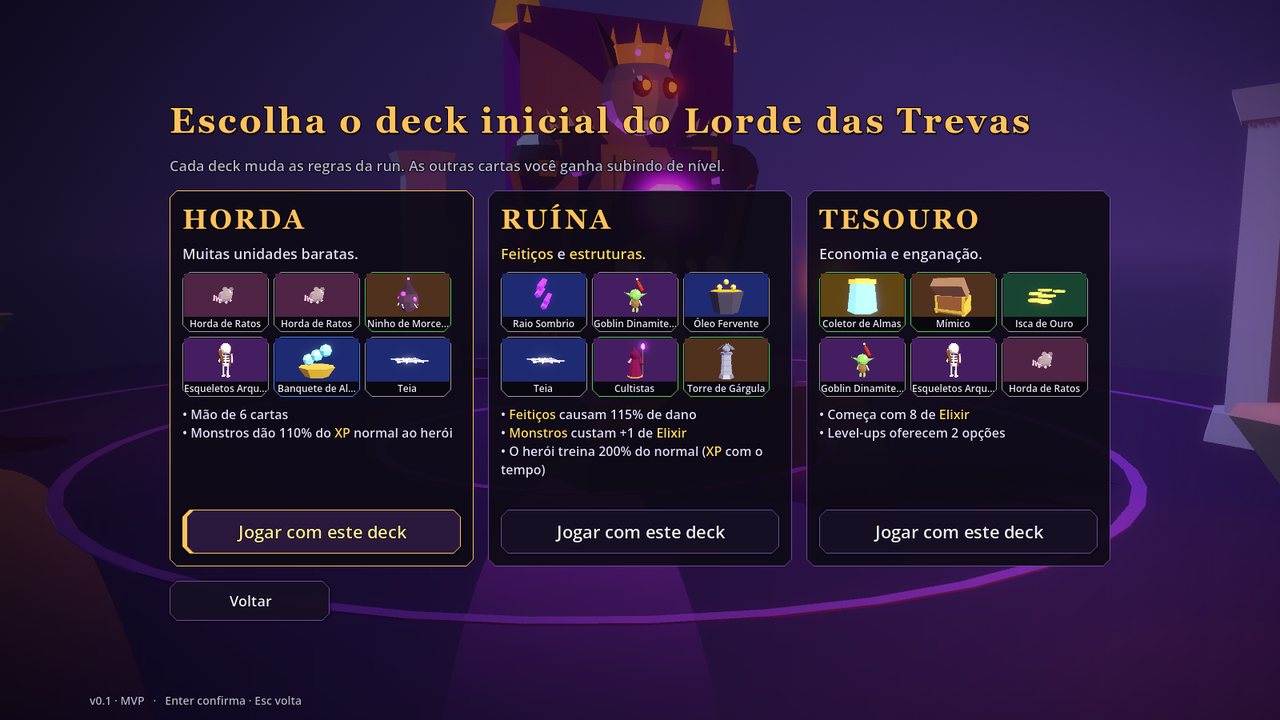 Escolha o deck inicial do Lorde das Trevas
Cada deck muda as regras da run. As outras cartas você ganha subindo de nível.
HORDA
Muitas unidades baratas.
Horda de Ratos
Horda de Ratos
Ninho de Morce...
Esqueletos Arqu...
Banquete de Al...
Teia
• Mão de 6 cartas
• Monstros dão 110% do XP normal ao herói
Jogar com este deck
RUÍNA
Feitiços e estruturas.
Raio Sombrio
Goblin Dinamite...
Óleo Fervente
Teia
Cultistas
Torre de Gárgula
• Feitiços causam 115% de dano
• Monstros custam +1 de Elixir
• O herói treina 200% do normal (XP com o
tempo)
Jogar com este deck
TESOURO
Economia e enganação.
Coletor de Almas
Mímico
Isca de Ouro
Goblin Dinamite...
Esqueletos Arqu...
Horda de Ratos
• Começa com 8 de Elixir
• Level-ups oferecem 2 opções
Jogar com este deck
Voltar
v0.1 · MVP · Enter confirma · Esc volta